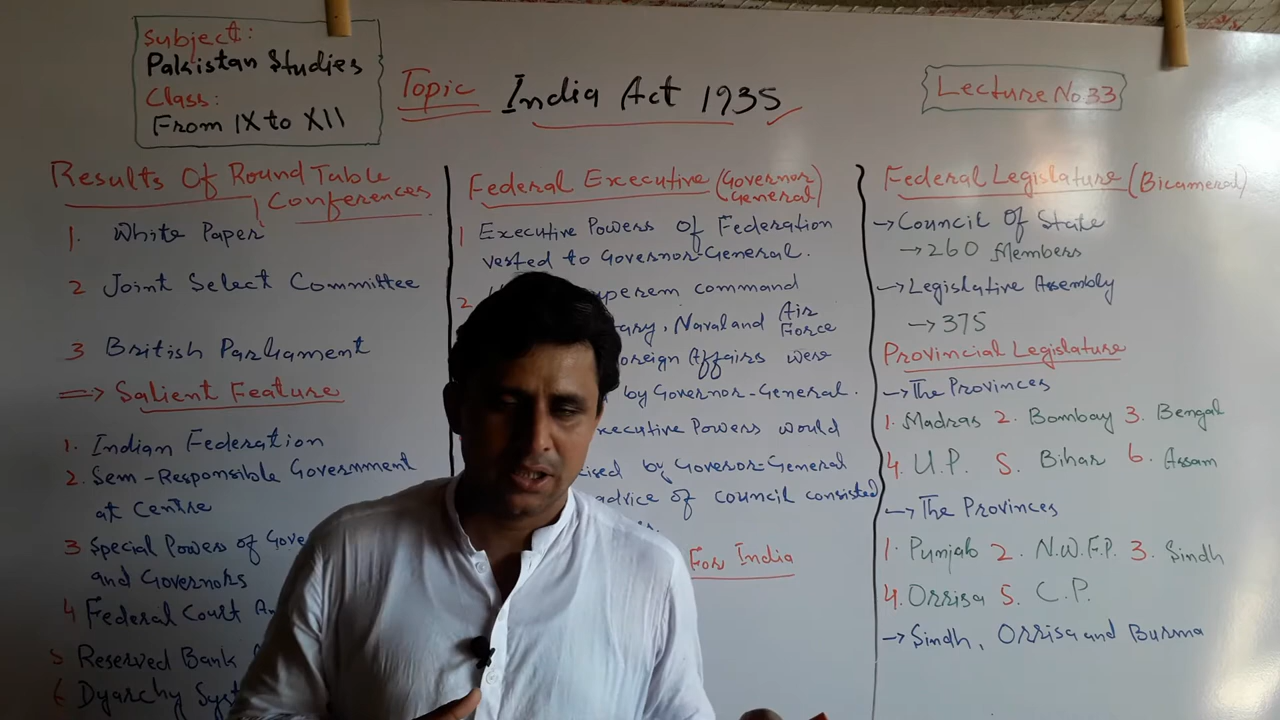 Subject:
Pakistan Studies
Class:
From IX to XII
Topic India Act 1935
Lecture No.33
Results Of Round Table
Conferences
1. White Paper
2 Joint Select Committee
3 British Parliament
=> Salient Feature
1. Indian Federation
2. Sem-Responsible Government
at Centre
3 Special Powers of
and Governors
4 Federal Court
5 Reserved Bank
6 Dyarchy
Federal Executive (Governor
General)
1 Executive Powers of Federation
vested to Governor-General.
2 command
Naval and Air
Force
Affairs were
by Governor-General.
Powers would
by Goveror-General
advice of council consisted
For India
Federal Legislature (Bicameral)
→ Council Of State
→ 260 Members
→ Legislative Assembly
→ 375
Provincial Legislature
→ The Provinces
1. Madras 2. Bombay 3. Bengal
4. U.P. 5. Bihar 6. Assam
→ The Provinces
1. Punjab 2. N.W.F.P. 3. Sindh
4. Orrisa 5. C.P.
→ Sindh, Orrisa and Burma